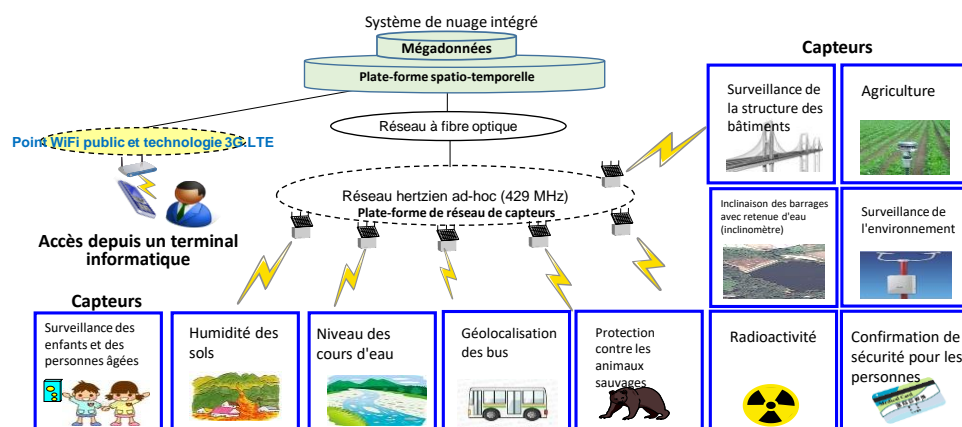 Système de nuage intégré
Mégadonnées
Plate-forme spatio-temporelle
Point WiFi public et technologie 3G-LTE
Réseau à fibre optique
Réseau hertzien ad-hoc (429 MHz)
Plate-forme de réseau de capteurs
Accès depuis un terminal
informatique
Capteurs
Surveillance de
la structure des
bâtiments
Agriculture
Inclinaison des barrages
avec retenue d'eau
(inclinomètre)
Surveillance de
l'environnement
Capteurs
Surveillance des
enfants et des
personnes âgées
Humidité des
sols
Niveau des
cours d'eau
Géolocalisation
des bus
Protection
contre les
animaux
sauvages
Radioactivité
Confirmation de
sécurité pour les
personnes